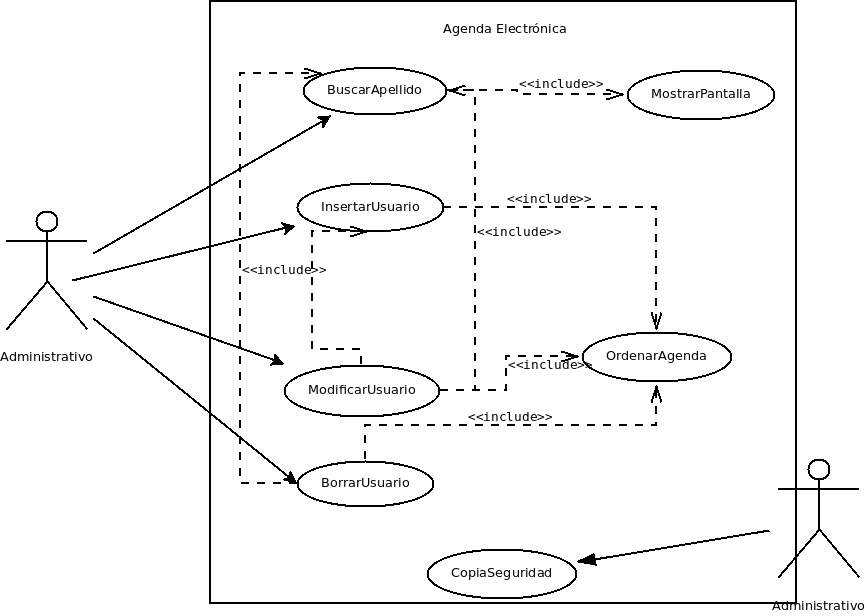 Agenda Electrónica
BuscarApellido
<<include>>
MostrarPantalla
InsertarUsuario
<<include>>
<<include>>
<<include>>
Administrativo
OrdenarAgenda
<<include>>
ModificarUsuario
<<include>>
BorrarUsuario
CopiaSeguridad
Administrativo